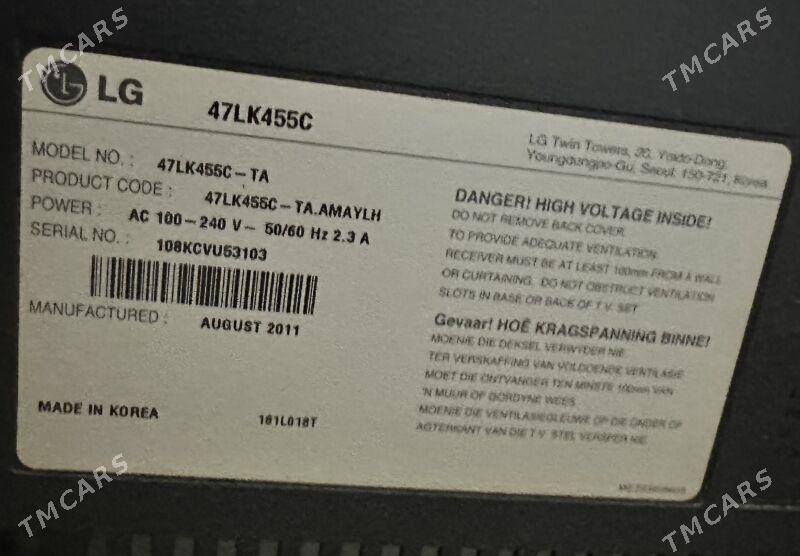 TMCARS
TMCARS
LG
47LK455C
LG Twin Towers, 20, Yoido-Dong,
Youngdungpo-Gu, Seoul, 150-721, Korea
MODEL NO. : 47LK455C-TA
PRODUCT CODE : 47LK455C-TA.AMAYLH
POWER : AC 100-240 V~ 50/60 Hz 2.3 A
SERIAL NO. : 108KCVU53103
MANUFACTURED : AUGUST 2011
MADE IN KOREA
161L018T
DANGER! HIGH VOLTAGE INSIDE!
DO NOT REMOVE BACK COVER.
TO PROVIDE ADEQUATE VENTILATION.
RECEIVER MUST BE AT LEAST 100mm FROM A WALL
OR CURTAINING. DO NOT OBSTRUCT VENTILATION
SLOTS IN BASE OR BACK OF T.V. SET
Gevaar! HOË KRAGSPANNING BINNE!
MOENIE DIE DEKSEL VERWYDER NIE.
TER VERSKAFFING VAN VOLDOENDE VENTILASIE
MOET DIE ONTVANGER TEN MINSTE 100mm VAN
'N MUUR OF GORDYNE WEES.
MOENIE DIE VENTILASIEGLEUWE OP DIE ONDER OF
AGTERKANT VAN DIE T.V. STEL VERSPER NIE.
TMCARS
TMCARS